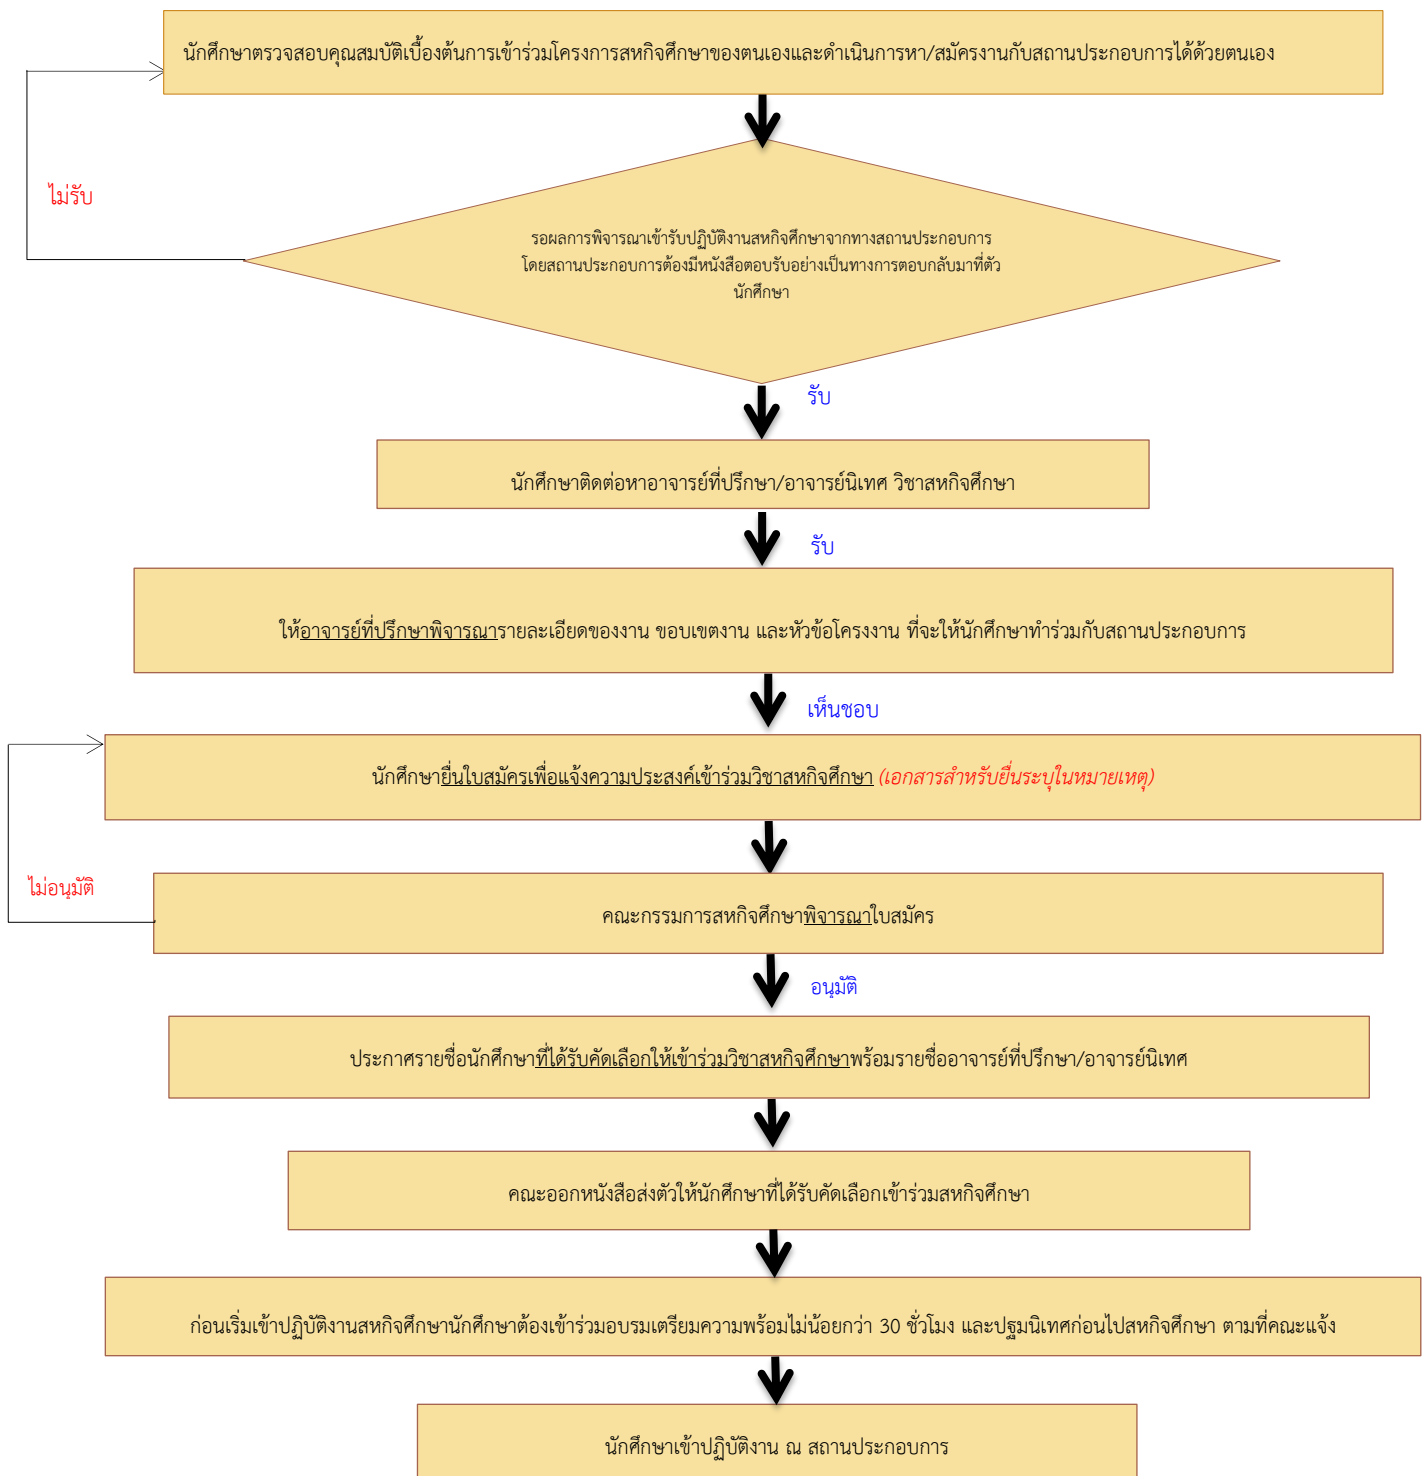 นักศึกษาตรวจสอบคุณสมบัติเบื้องต้นการเข้าร่วมโครงการสหกิจศึกษาของตนเองและดำเนินการหา/สมัครงานกับสถานประกอบการได้ด้วยตนเอง
ไม่รับ
รอผลการพิจารณาเข้ารับปฏิบัติงานสหกิจศึกษาจากทางสถานประกอบการ
โดยสถานประกอบการต้องมีหนังสือตอบรับอย่างเป็นทางการตอบกลับมาที่ตัว
นักศึกษา
รับ
นักศึกษาติดต่อหาอาจารย์ที่ปรึกษา/อาจารย์นิเทศ วิชาสหกิจศึกษา
รับ
ให้อาจารย์ที่ปรึกษาพิจารณารายละเอียดของงาน ขอบเขตงาน และหัวข้อโครงงาน ที่จะให้นักศึกษาทำร่วมกับสถานประกอบการ
เห็นชอบ
นักศึกษายื่นใบสมัครเพื่อแจ้งความประสงค์เข้าร่วมวิชาสหกิจศึกษา (เอกสารสำหรับยื่นระบุในหมายเหตุ)
ไม่อนุมัติ
คณะกรรมการสหกิจศึกษาพิจารณาใบสมัคร
อนุมัติ
ประกาศรายชื่อนักศึกษาที่ได้รับคัดเลือกให้เข้าร่วมวิชาสหกิจศึกษาพร้อมรายชื่ออาจารย์ที่ปรึกษา/อาจารย์นิเทศ
คณะออกหนังสือส่งตัวให้นักศึกษาที่ได้รับคัดเลือกเข้าร่วมสหกิจศึกษา
ก่อนเริ่มเข้าปฏิบัติงานสหกิจศึกษานักศึกษาต้องเข้าร่วมอบรมเตรียมความพร้อมไม่น้อยกว่า 30 ชั่วโมง และปฐมนิเทศก่อนไปสหกิจศึกษา ตามที่คณะแจ้ง
นักศึกษาเข้าปฏิบัติงาน ณ สถานประกอบการ